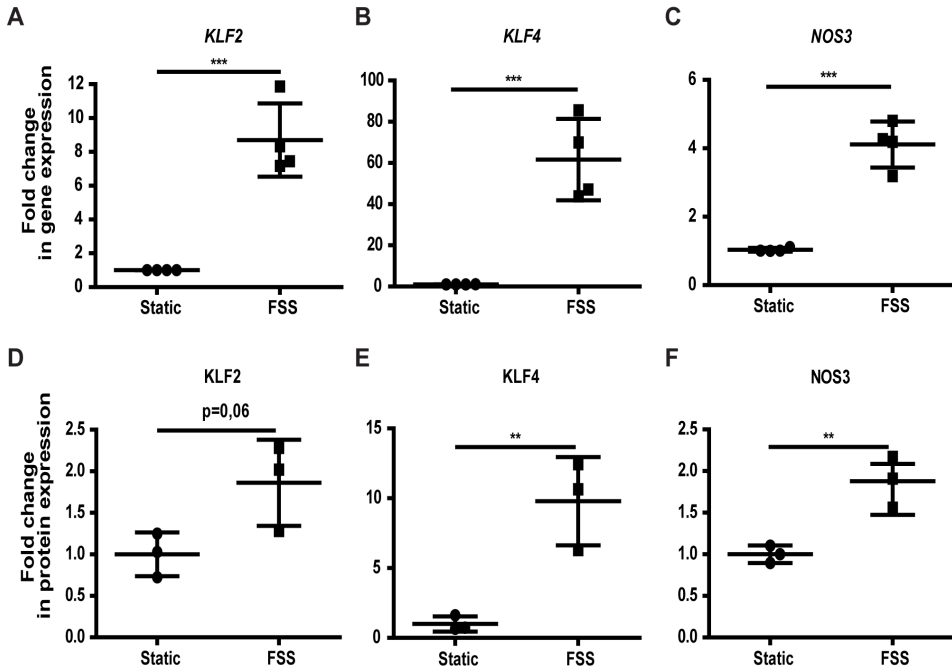 A
KLF2
***
Fold change
in gene expression
12
10
8
6
4
2
0
Static
FSS
B
KLF4
***
100
80
60
40
20
0
Static
FSS
C
NOS3
***
6
4
2
0
Static
FSS
D
KLF2
p=0,06
Fold change
in protein expression
2.5
2.0
1.5
1.0
0.5
0.0
Static
FSS
E
KLF4
**
15
10
5
0
Static
FSS
F
NOS3
**
2.5
2.0
1.5
1.0
0.5
0.0
Static
FSS